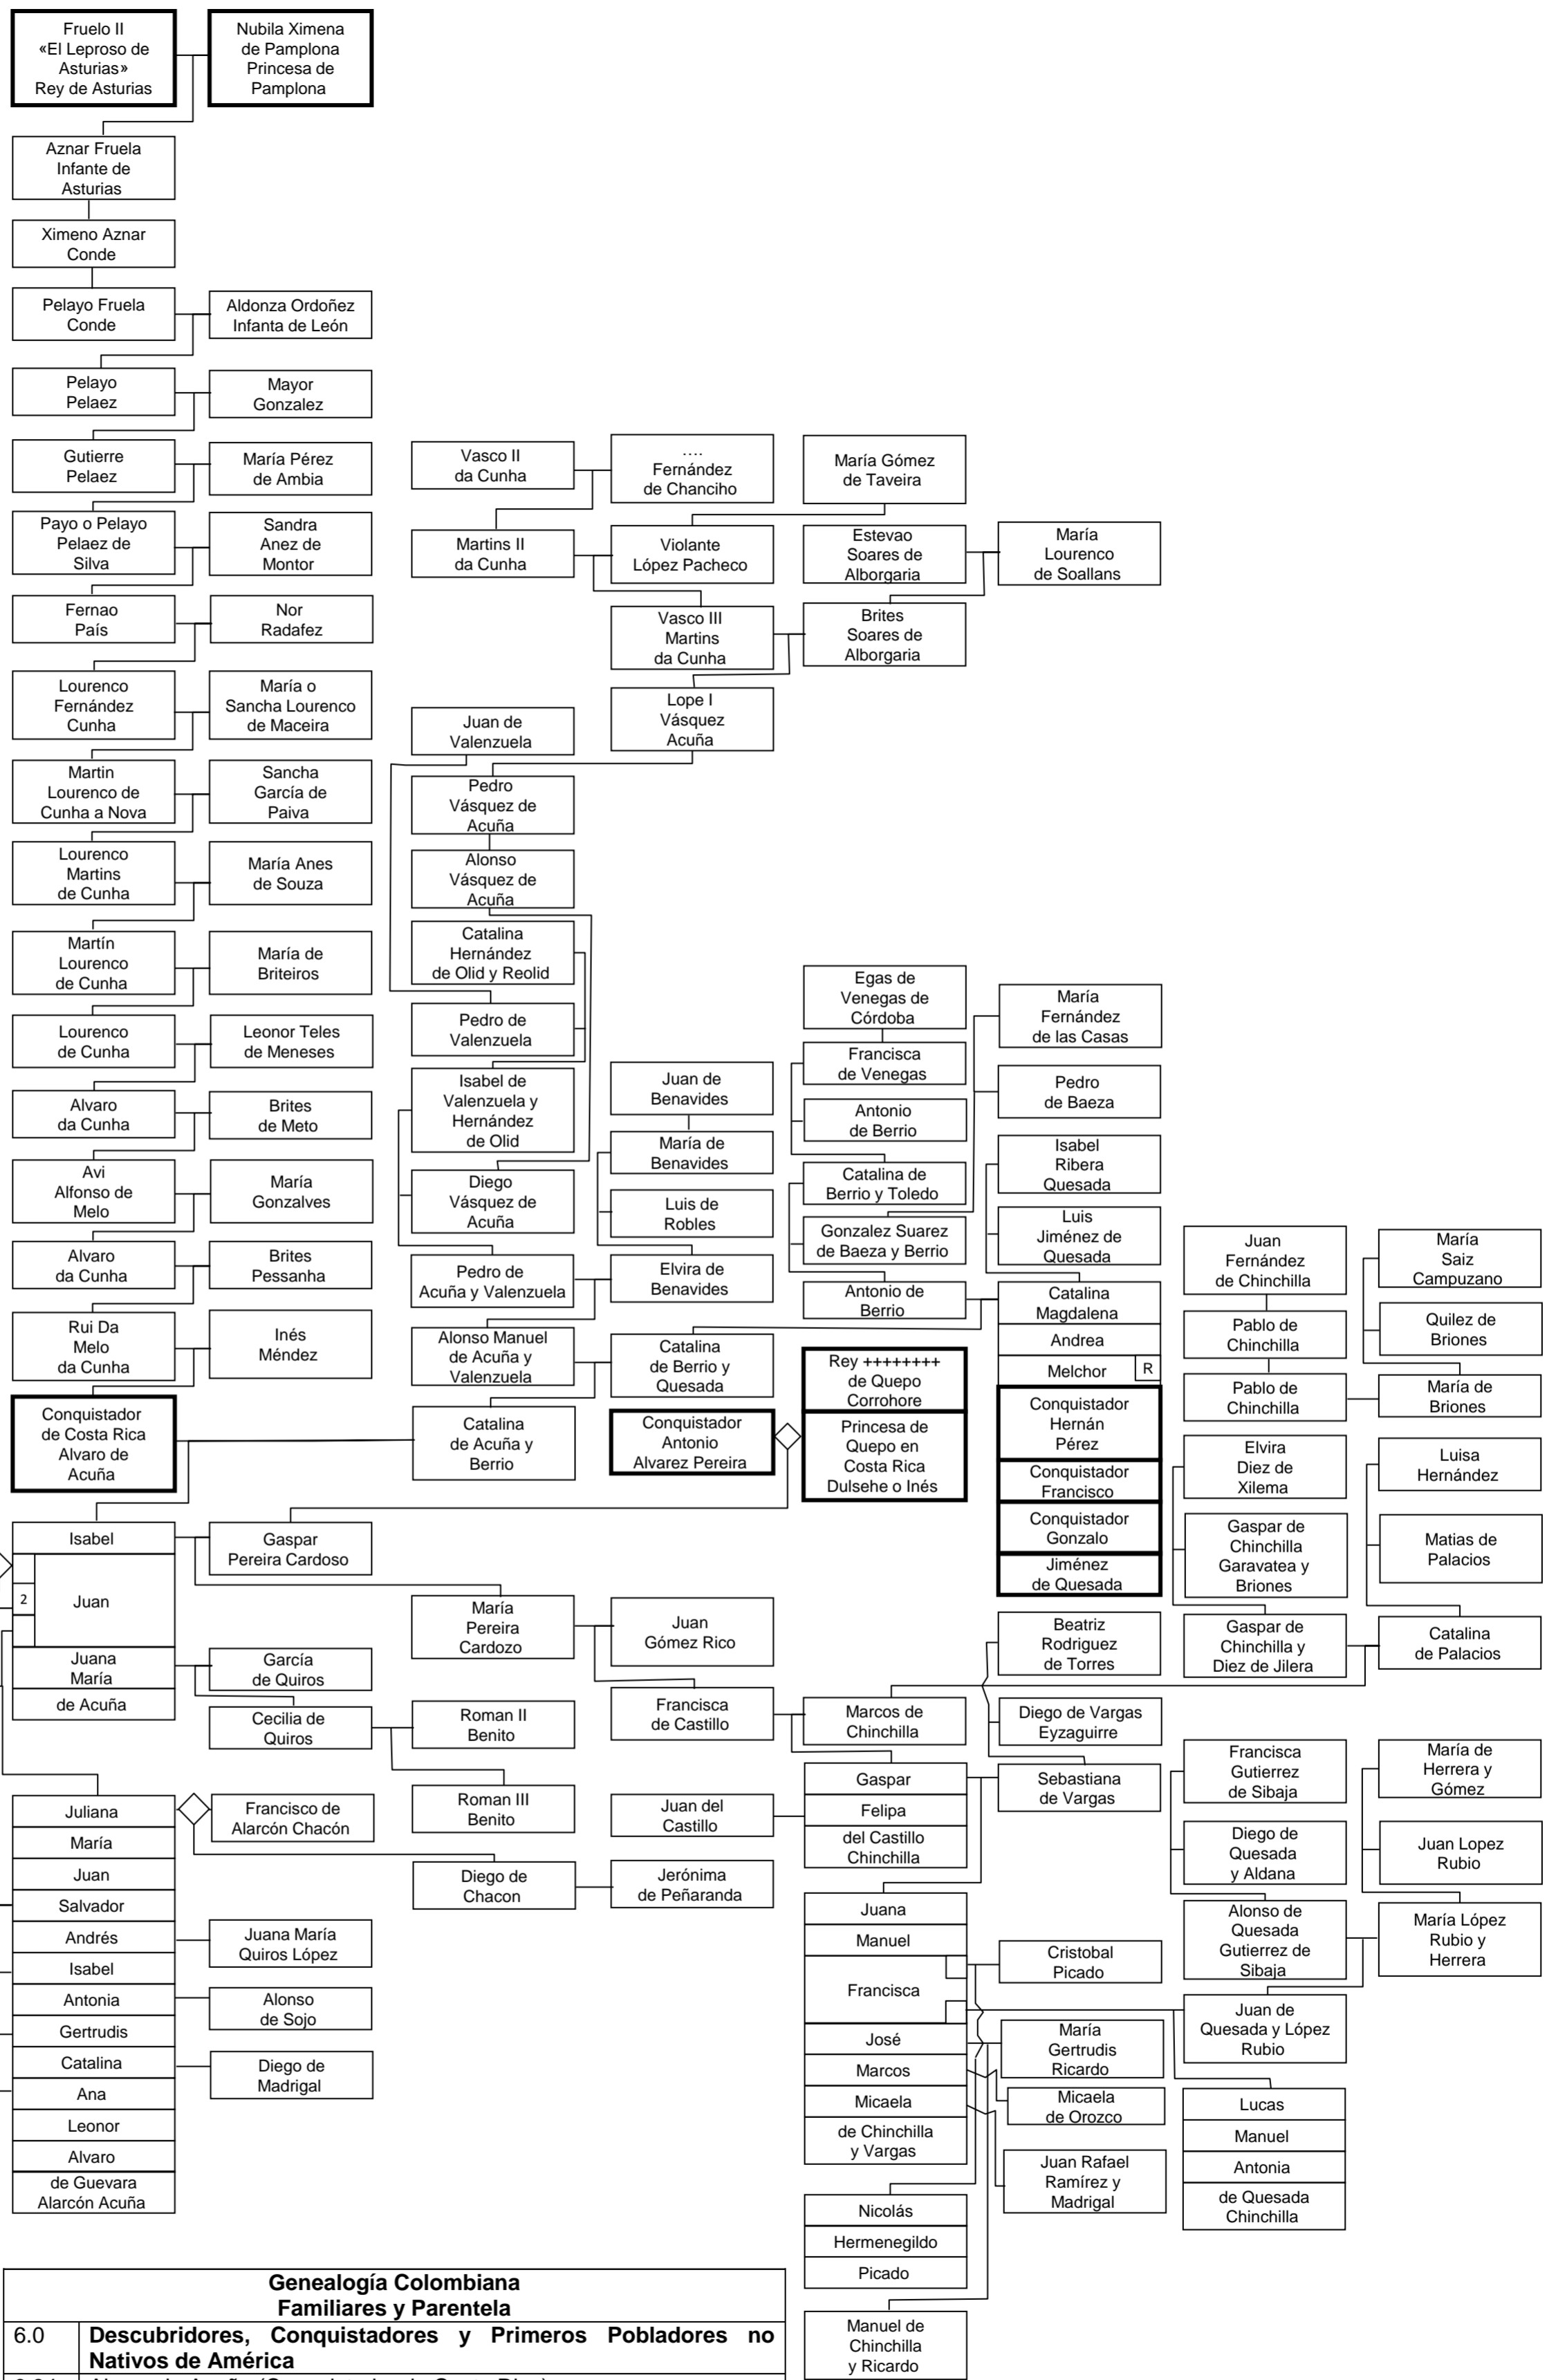 Fruelo II
«El Leproso de
Asturias»
Rey de Asturias
Nubila Ximena
de Pamplona
Princesa de
Pamplona
Aznar Fruela
Infante de
Asturias
Ximeno Aznar
Conde
Pelayo Fruela
Conde
Aldonza Ordoñez
Infanta de León
Pelayo
Pelaez
Mayor
Gonzalez
Gutierre
Pelaez
María Pérez
de Ambia
Payo o Pelayo
Pelaez de
Silva
Sandra
Anez de
Montor
Fernao
País
Nor
Radafez
Lourenco
Fernández
Cunha
María o
Sancha Lourenco
de Maceira
Martin
Lourenco de
Cunha a Nova
Sancha
García de
Paiva
Lourenco
Martins
de Cunha
María Anes
de Souza
Martín
Lourenco
de Cunha
María de
Briteiros
Lourenco
de Cunha
Leonor Teles
de Meneses
Alvaro
da Cunha
Brites
de Meto
Avi
Alfonso de
Melo
María
Gonzalves
Alvaro
da Cunha
Brites
Pessanha
Rui Da
Melo
da Cunha
Inés
Méndez
Conquistador
de Costa Rica
Alvaro de
Acuña
Vasco II
da Cunha
....
Fernández
de Chanciho
María Gómez
de Taveira
Martins II
da Cunha
Violante
López Pacheco
Estevao
Soares de
Alborgaria
María
Lourenco
de Soallans
Vasco III
Martins
da Cunha
Brites
Soares de
Alborgaria
Lope I
Vásquez
Acuña
Juan de
Valenzuela
Pedro
Vásquez de
Acuña
Alonso
Vásquez de
Acuña
Catalina
Hernández
de Olid y Reolid
Pedro de
Valenzuela
Isabel de
Valenzuela y
Hernández
de Olid
Diego
Vásquez de
Acuña
Pedro de
Acuña y Valenzuela
Juan de
Benavides
María de
Benavides
Luis de
Robles
Elvira de
Benavides
Alonso Manuel
de Acuña y
Valenzuela
Catalina
de Berrio y
Quesada
Catalina
de Acuña y
Berrio
Egas de
Venegas de
Córdoba
Francisca
de Venegas
Antonio
de Berrio
Catalina de
Berrio y Toledo
Gonzalez Suarez
de Baeza y Berrio
Antonio de
Berrio
María
Fernández
de las Casas
Pedro
de Baeza
Isabel
Ribera
Quesada
Luis
Jiménez de
Quesada
Catalina
Magdalena
Andrea
Melchor
R
Conquistador
Hernán
Pérez
Conquistador
Francisco
Conquistador
Gonzalo
Jiménez
de Quesada
Conquistador
Antonio
Alvarez Pereira
Rey ++++++++
de Quepo
Corrohore
Princesa de
Quepo en
Costa Rica
Dulsehe o Inés
Juan
Fernández
de Chinchilla
Pablo de
Chinchilla
Pablo de
Chinchilla
María
Saiz
Campuzano
Quilez de
Briones
María de
Briones
Elvira
Diez de
Xilema
Gaspar de
Chinchilla
Garavatea y
Briones
Gaspar de
Chinchilla y
Diez de Jilera
Luisa
Hernández
Matias de
Palacios
Catalina
de Palacios
Isabel
2
Juan
Juana
María
de Acuña
Gaspar
Pereira Cardoso
García
de Quiros
Cecilia de
Quiros
María
Pereira
Cardozo
Juan
Gómez Rico
Roman II
Benito
Roman III
Benito
Francisca
de Castillo
Marcos de
Chinchilla
Beatriz
Rodriguez
de Torres
Diego de Vargas
Eyzaguirre
Sebastiana
de Vargas
Juan del
Castillo
Gaspar
Felipa
del Castillo
Chinchilla
Juliana
María
Juan
Salvador
Andrés
Isabel
Antonia
Gertrudis
Catalina
Ana
Leonor
Alvaro
de Guevara
Alarcón Acuña
Francisco de
Alarcón Chacón
Diego de
Chacon
Jerónima
de Peñaranda
Juana María
Quiros López
Alonso
de Sojo
Diego de
Madrigal
Juana
Manuel
Francisca
José
Marcos
Micaela
de Chinchilla
y Vargas
Cristobal
Picado
María
Gertrudis
Ricardo
Micaela
de Orozco
Juan Rafael
Ramírez y
Madrigal
Francisca
Gutierrez
de Sibaja
Diego de
Quesada
y Aldana
Alonso de
Quesada
Gutierrez de
Sibaja
María de
Herrera y
Gómez
Juan Lopez
Rubio
María López
Rubio y
Herrera
Juan de
Quesada y López
Rubio
Lucas
Manuel
Antonia
de Quesada
Chinchilla
Nicolás
Hermenegildo
Picado
Manuel de
Chinchilla
y Ricardo
Genealogía Colombiana
Familiares y Parentela
6.0 Descubridores, Conquistadores y Primeros Pobladores no
Nativos de América